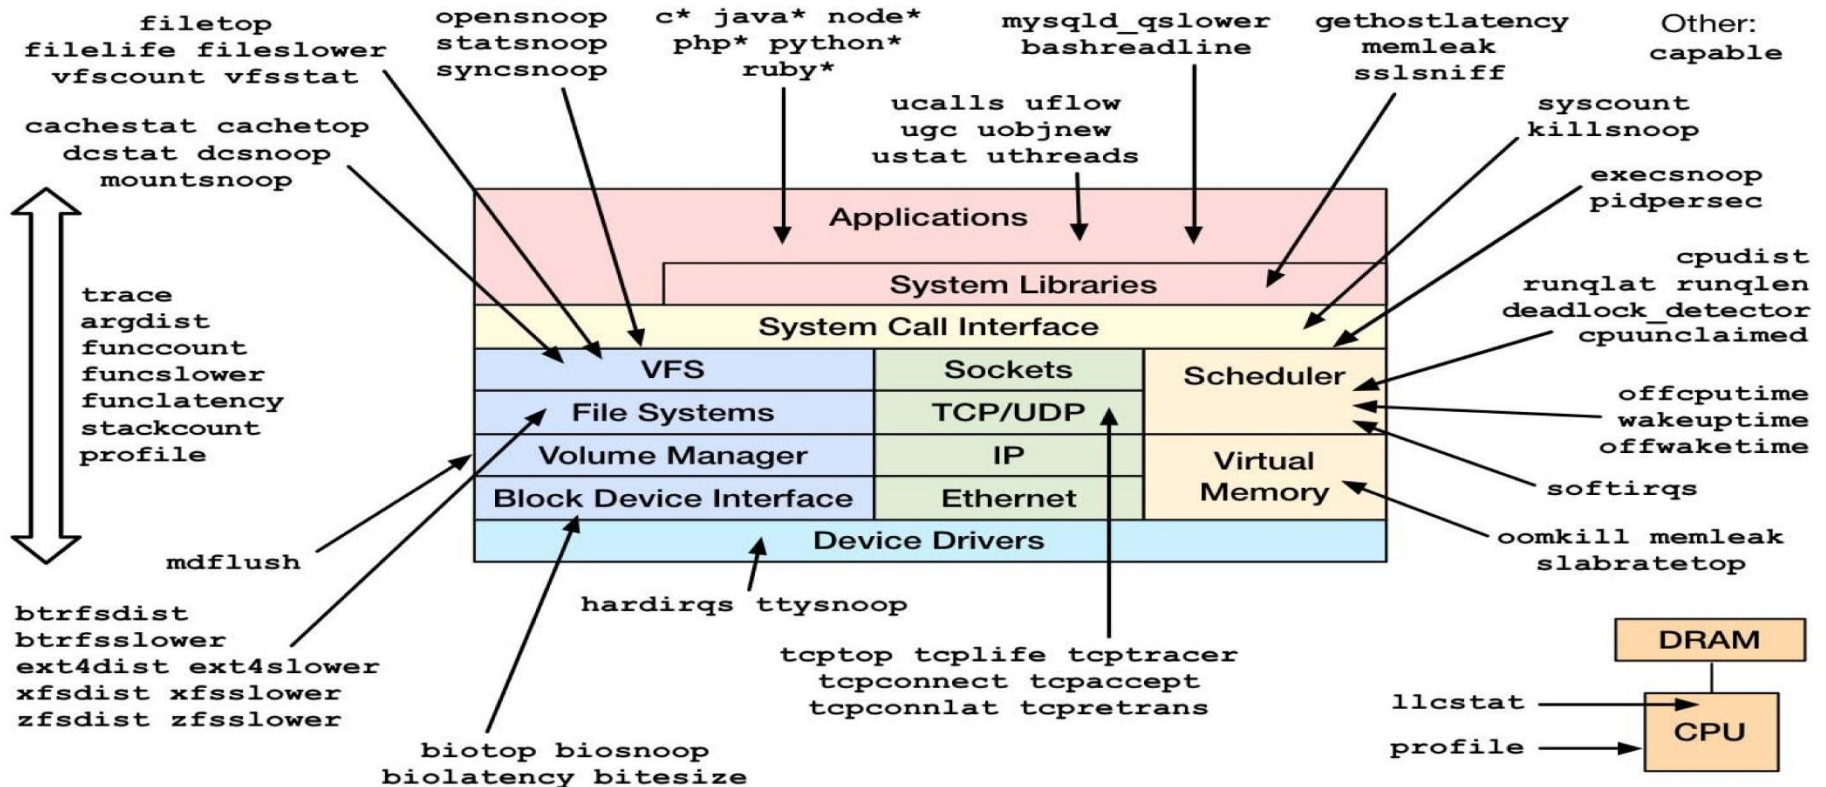 filetop
filelife fileslower
vfscount vfsstat
opensnoop
statsnoop
syncsnoop
c* java* node*
php* python*
ruby*
mysqld_qslower
bashreadline
gethostlatency
memleak
sslsniff
Other:
capable
ucalls uflow
ugc uobjnew
ustat uthreads
syscount
killsnoop
cachestat cachetop
dcstat dcsnoop
mountsnoop
execsnoop
pidpersec
Applications
System Libraries
System Call Interface
cpudist
runqlat runqlen
deadlock_detector
cpuunclaimed
trace
argdist
funccount
funcslower
funclatency
stackcount
profile
VFS
Sockets
Scheduler
File Systems
TCP/UDP
offcputime
wakeuptime
offwaketime
Volume Manager
IP
Virtual
Memory
Block Device Interface
Ethernet
softirqs
Device Drivers
oomkill memleak
slabratetop
mdflush
hardirqs ttysnoop
btrfsdist
btrfsslower
ext4dist ext4slower
xfsdist xfsslower
zfsdist zfsslower
tcptop tcplife tcptracer
tcpconnect tcpaccept
tcpconnlat tcpretrans
biotop biosnoop
biolatency bitesize
DRAM
llcstat
CPU
profile